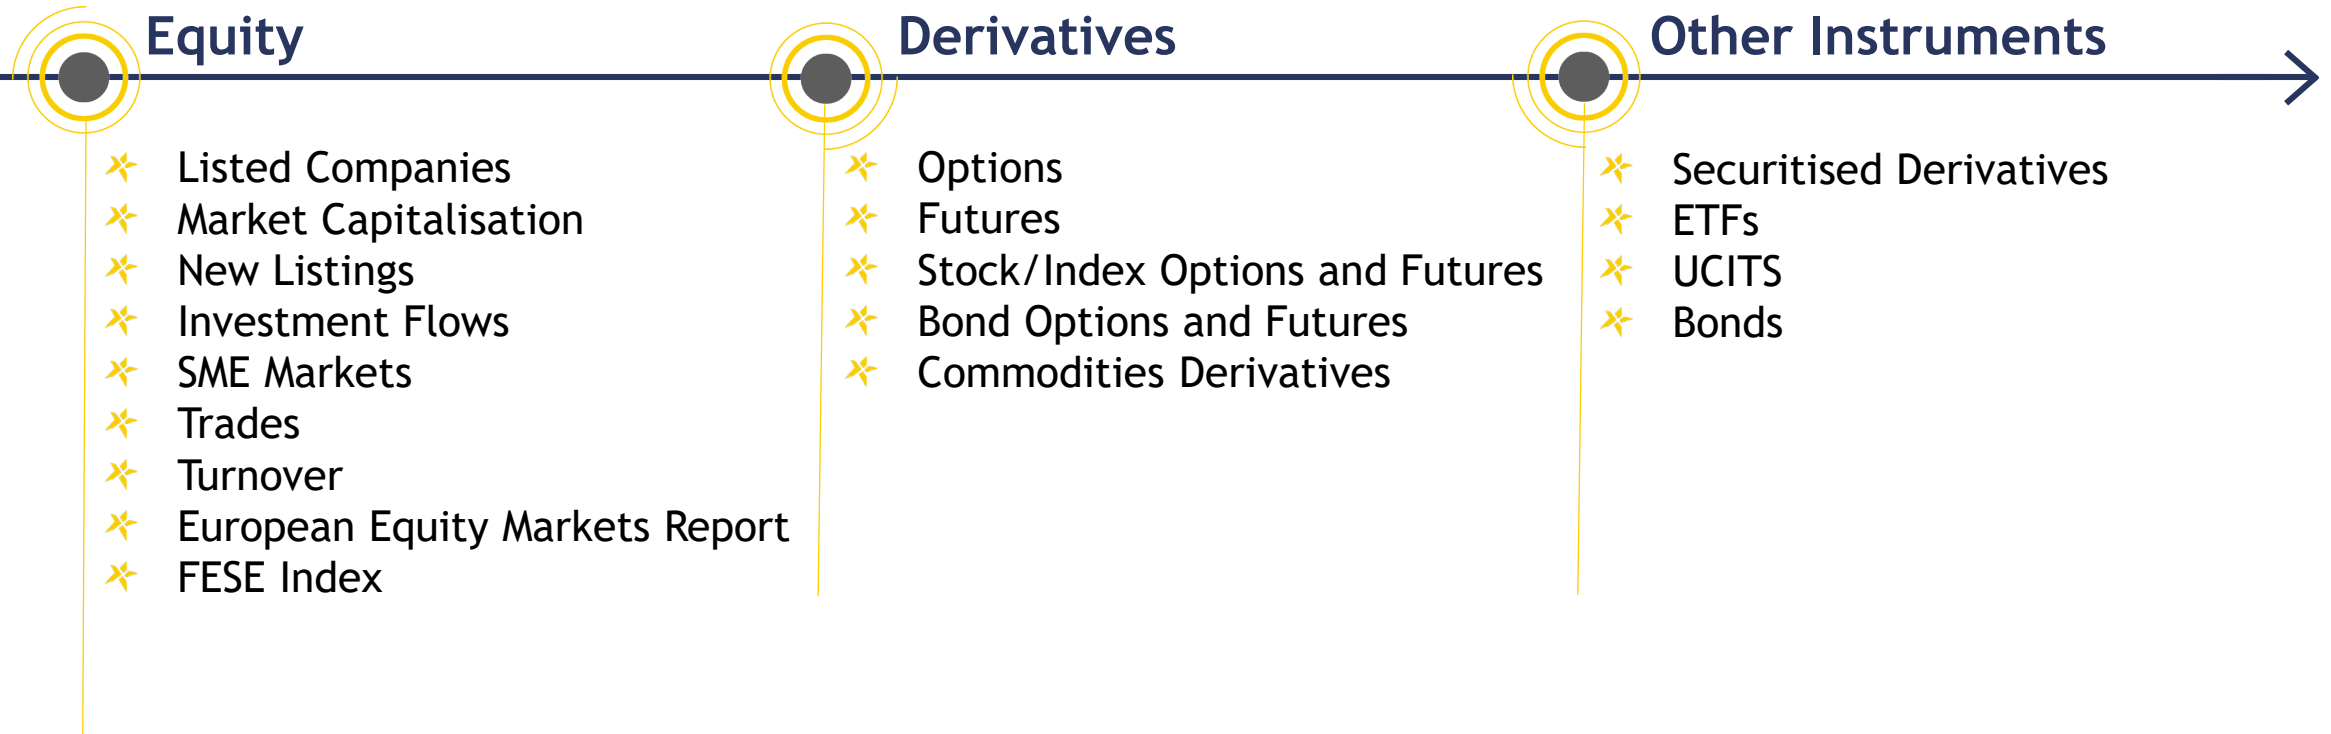 Equity
Listed Companies
Market Capitalisation
New Listings
Investment Flows
SME Markets
Trades
Turnover
European Equity Markets Report
FESE Index
Derivatives
Options
Futures
Stock/Index Options and Futures
Bond Options and Futures
Commodities Derivatives
Other Instruments
Securitised Derivatives
ETFs
UCITS
Bonds